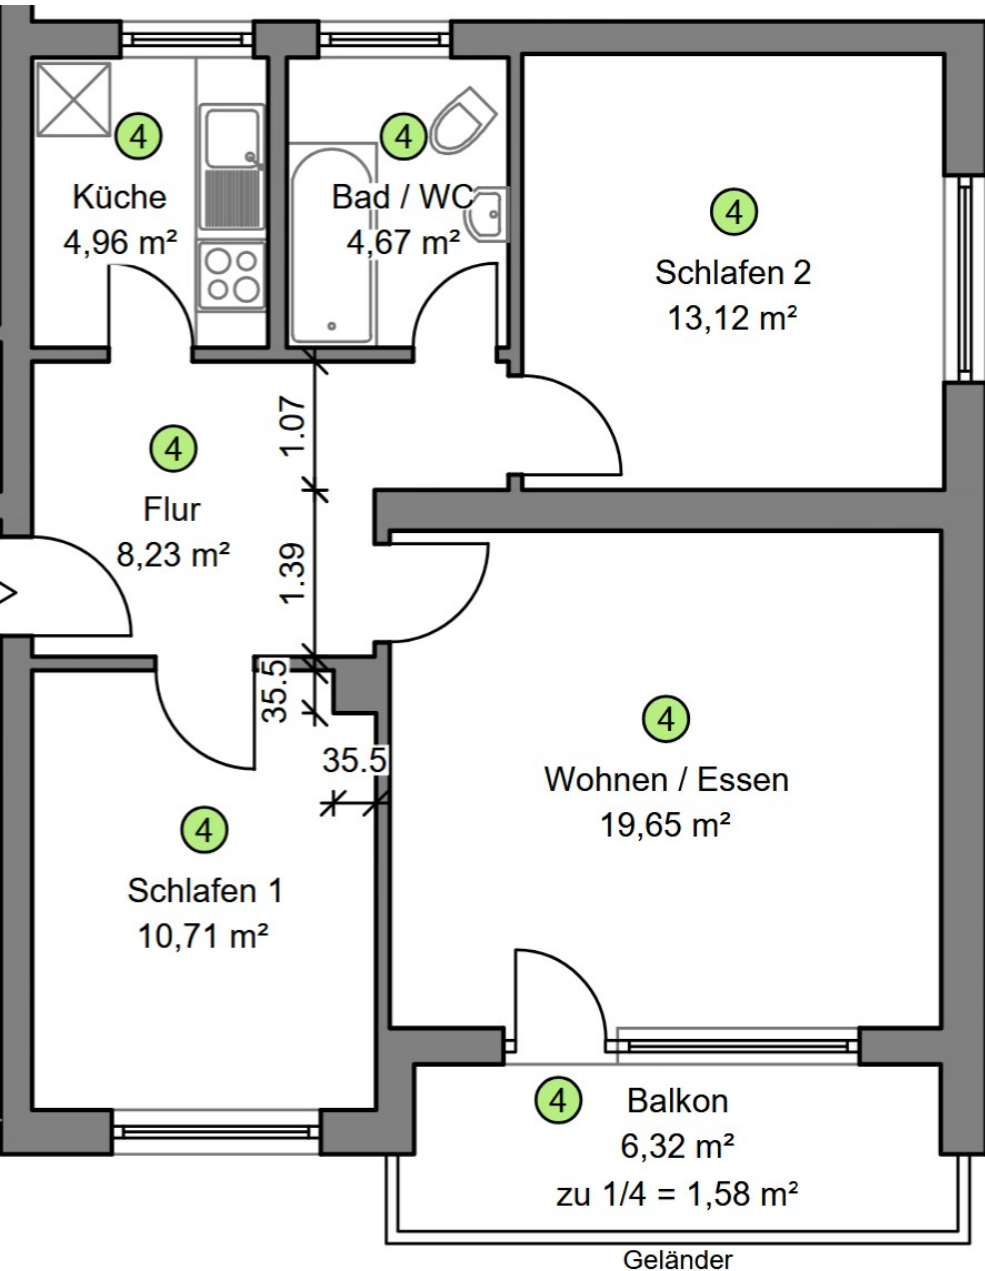 4
Küche
4,96 m²
4
Bad / WC
4,67 m²
4
Schlafen 2
13,12 m²
1.07
4
Flur
8,23 m²
1.39
35.5
35.5
4
Wohnen / Essen
19,65 m²
4
Schlafen 1
10,71 m²
4
Balkon
6,32 m²
zu 1/4 = 1,58 m²
Geländer